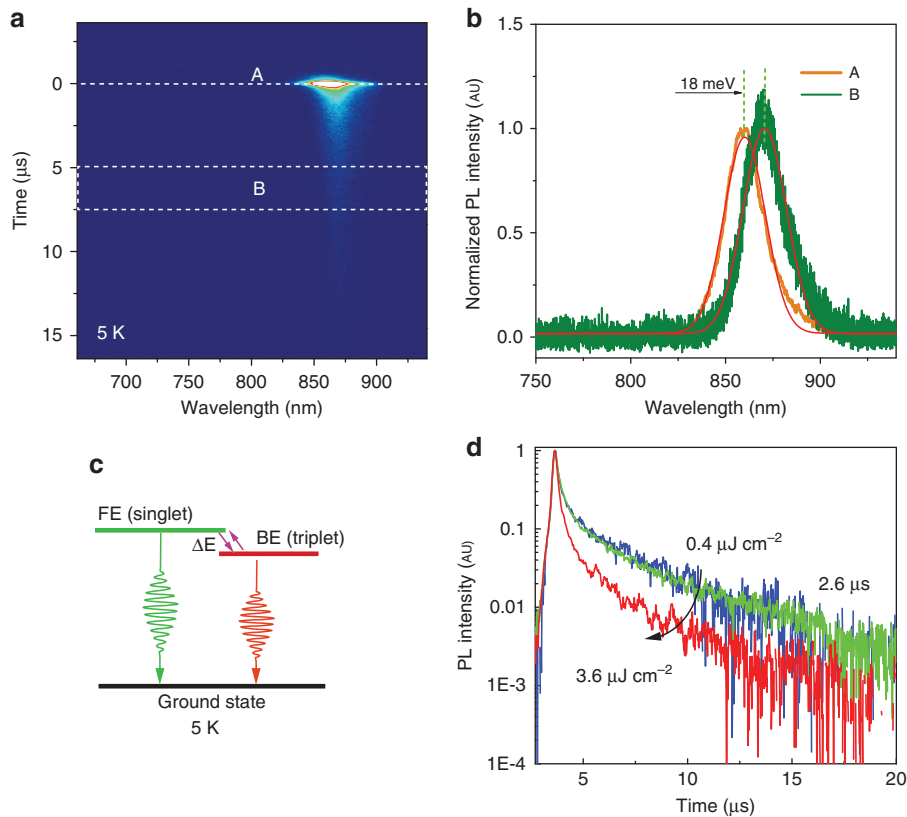 a
A
B
5 K
0
5
10
15
Time (μs)
700
750
800
850
900
Wavelength (nm)
b
18 meV
A
B
1.5
1.0
0.5
0.0
Normalized PL intensity (AU)
750
800
850
900
Wavelength (nm)
c
FE (singlet)
ΔE
BE (triplet)
Ground state
5 K
d
1
0.1
0.01
1E-3
1E-4
PL intensity (AU)
0.4 μJ cm⁻²
2.6 μs
3.6 μJ cm⁻²
5
10
15
20
Time (μs)